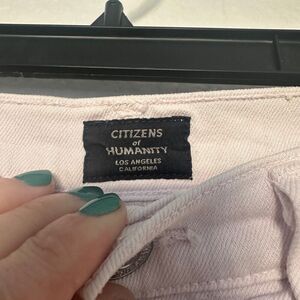 CITIZENS
of
HUMANITY
LOS ANGELES
CALIFORNIA